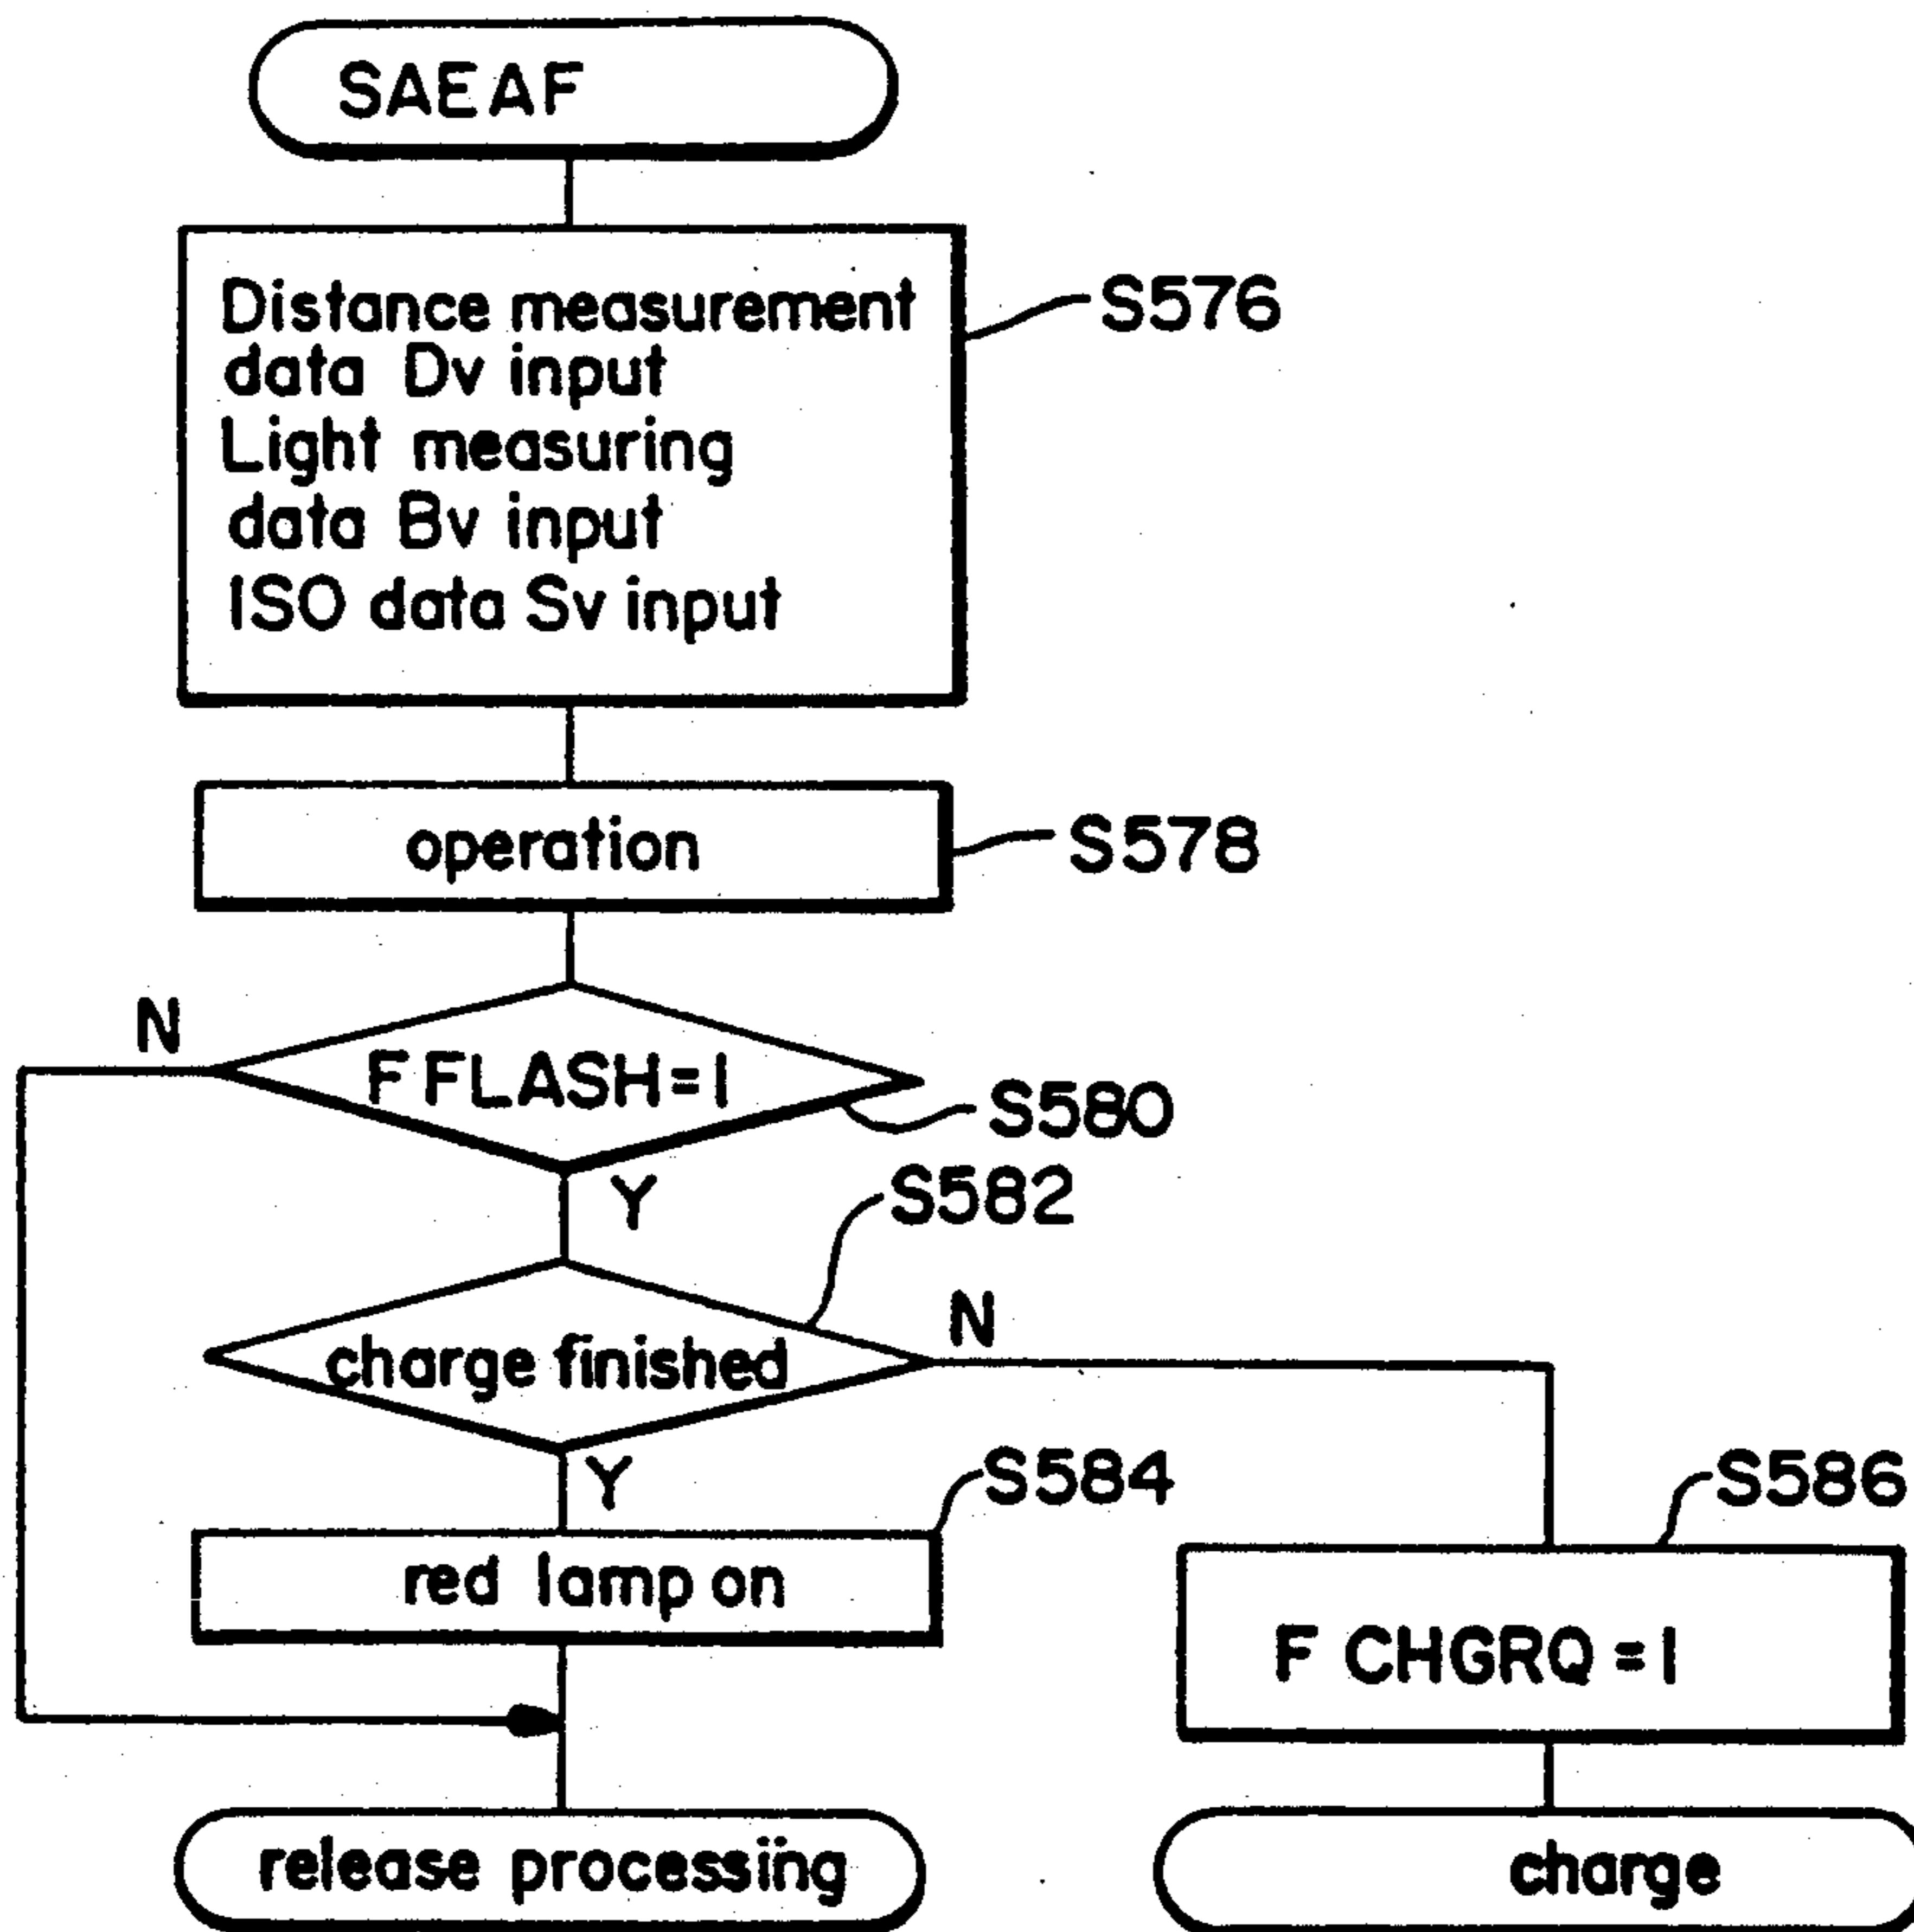 SAEAF
Distance measurement
data Dv input
Light measuring
data Bv input
ISO data Sv input
S576
operation
S578
N
F FLASH=1
S580
Y
S582
charge finished
N
Y
S584
red lamp on
S586
F CHGRQ=1
release processing
charge